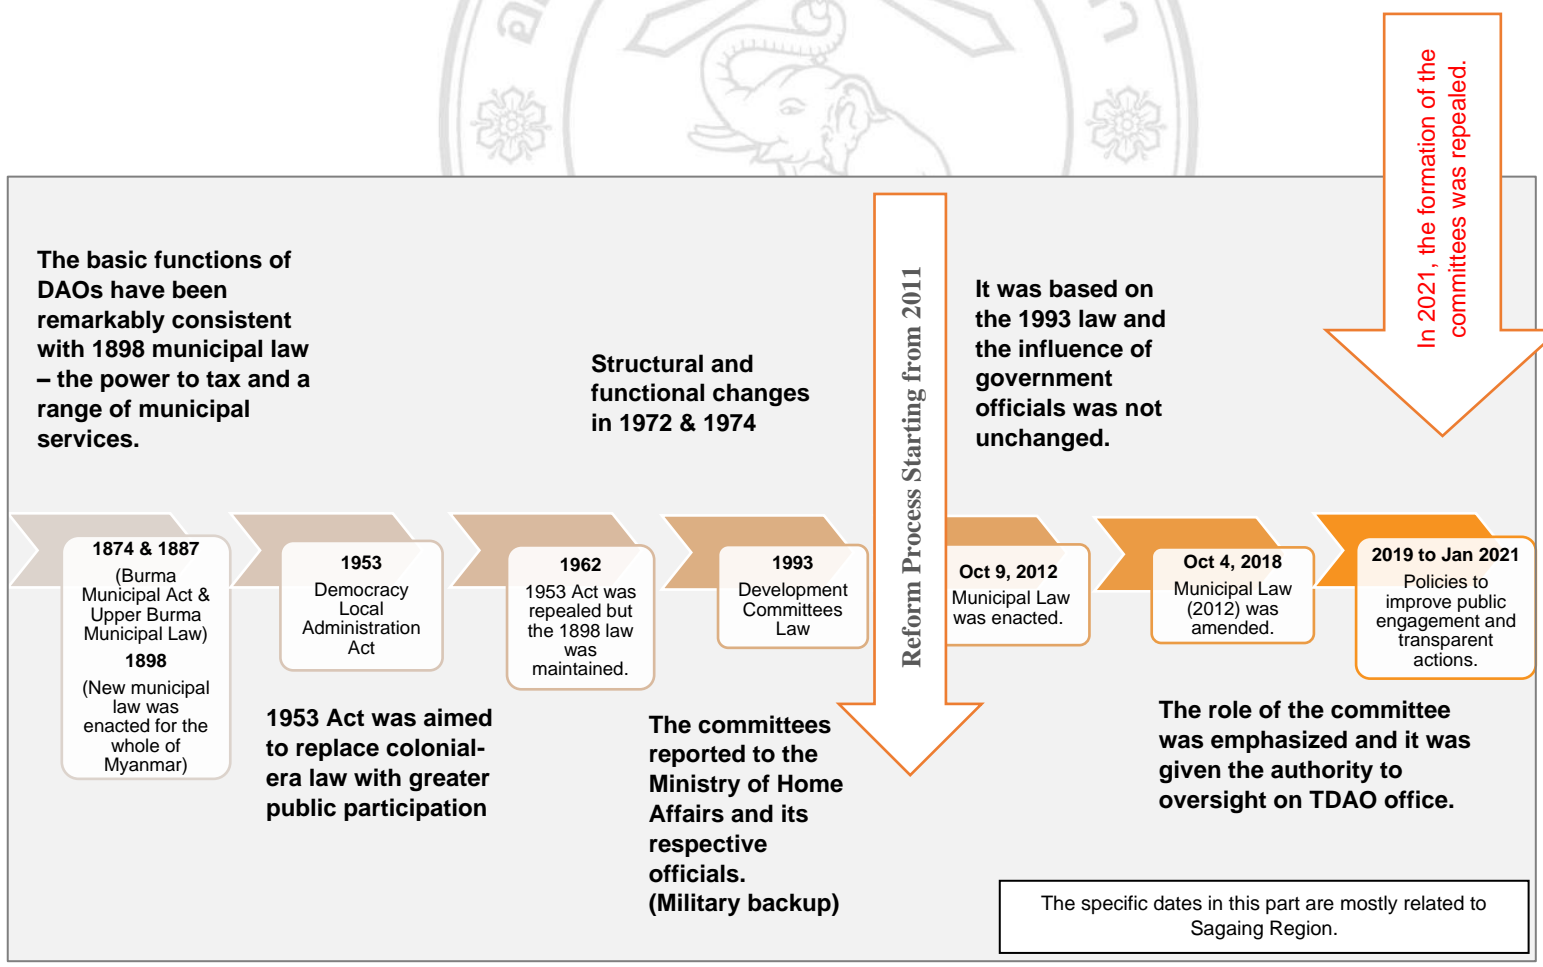 In 2021, the formation of the
committees was repealed.
The basic functions of
DAOs have been
remarkably consistent
with 1898 municipal law
– the power to tax and a
range of municipal
services.
Structural and
functional changes
in 1972 & 1974
Reform Process Starting from 2011
It was based on
the 1993 law and
the influence of
government
officials was not
unchanged.
1874 & 1887
(Burma
Municipal Act &
Upper Burma
Municipal Law)
1898
(New municipal
law was
enacted for the
whole of
Myanmar)
1953
Democracy
Local
Administration
Act
1962
1953 Act was
repealed but
the 1898 law
was
maintained.
1993
Development
Committees
Law
Oct 9, 2012
Municipal Law
was enacted.
Oct 4, 2018
Municipal Law
(2012) was
amended.
2019 to Jan 2021
Policies to
improve public
engagement and
transparent
actions.
1953 Act was aimed
to replace colonial-
era law with greater
public participation
The committees
reported to the
Ministry of Home
Affairs and its
respective
officials.
(Military backup)
The role of the committee
was emphasized and it was
given the authority to
oversight on TDAO office.
The specific dates in this part are mostly related to
Sagaing Region.